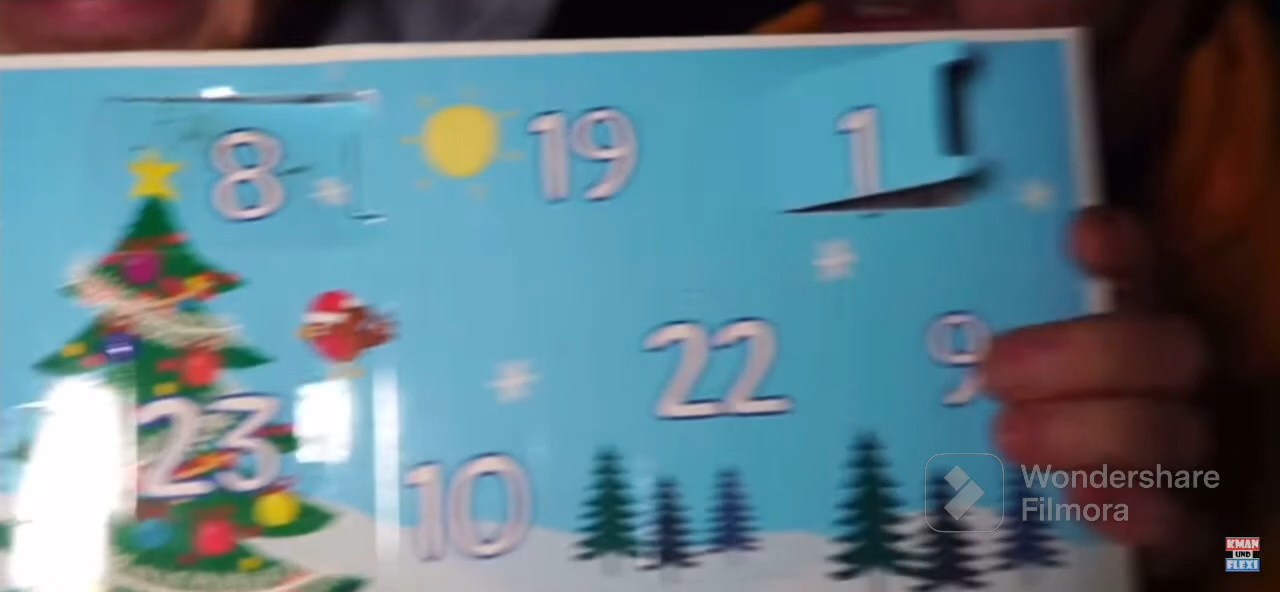 8 19 1
22 9
23
10
Wondershare
Filmora
KMAN
UND
FLEXI